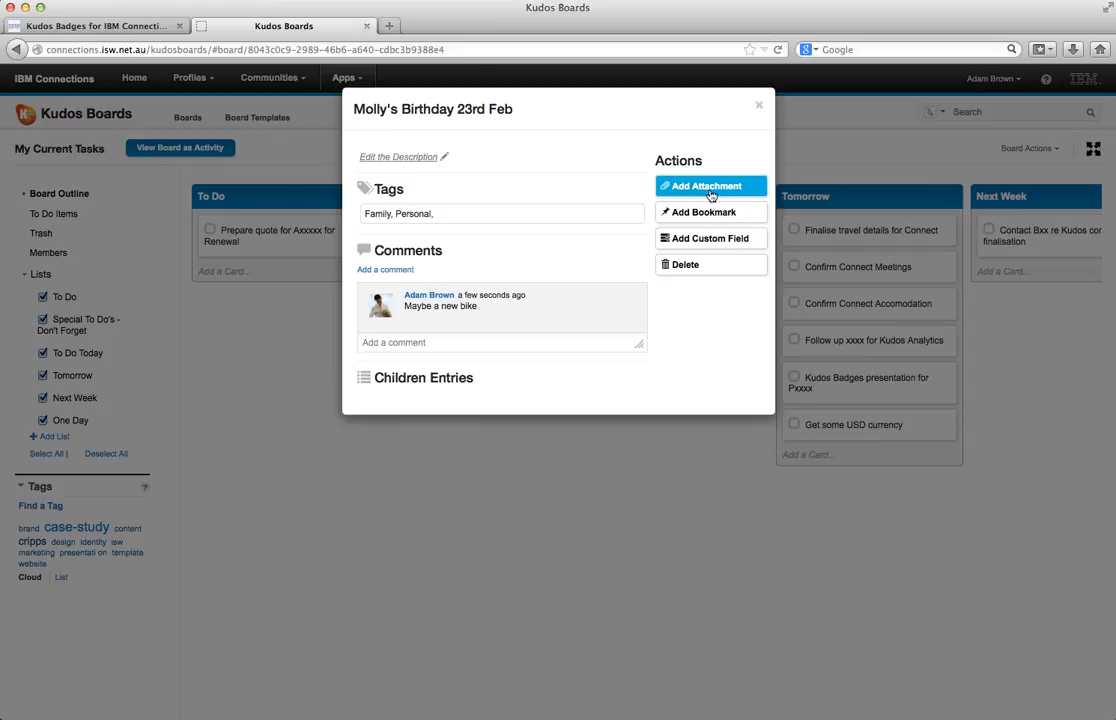 Kudos Boards
Kudos Badges for IBM Connecti...
Kudos Boards
connections.isw.net.au/kudosboards/#board/8043c0c9-2989-46b6-a640-cdbc3b9388e4
Google
IBM Connections Home Profiles Communities Apps Adam Brown
IBM
Kudos Boards Boards Board Templates Search
My Current Tasks View Board as Activity Board Actions
Board Outline
To Do Items
Trash
Members
Lists
To Do
Special To Do's -
Don't Forget
To Do Today
Tomorrow
Next Week
One Day
Add List
Select All | Deselect All
Tags ?
Find a Tag
brand case-study content
cripps design identity isw
marketing presentation template
website
Cloud | List
To Do
Prepare quote for Axxxxx for
Renewal
Add a Card...
Molly's Birthday 23rd Feb
Edit the Description
Tags
Family, Personal,
Comments
Add a comment
Adam Brown a few seconds ago
Maybe a new bike
Add a comment
Children Entries
Actions
Add Attachment
Add Bookmark
Add Custom Field
Delete
Tomorrow
Finalise travel details for Connect
Confirm Connect Meetings
Confirm Connect Accomodation
Follow up xxxx for Kudos Analytics
Kudos Badges presentation for
Pxxxx
Get some USD currency
Add a Card...
Next Week
Contact Bxx re Kudos cor
finalisation
Add a Card...